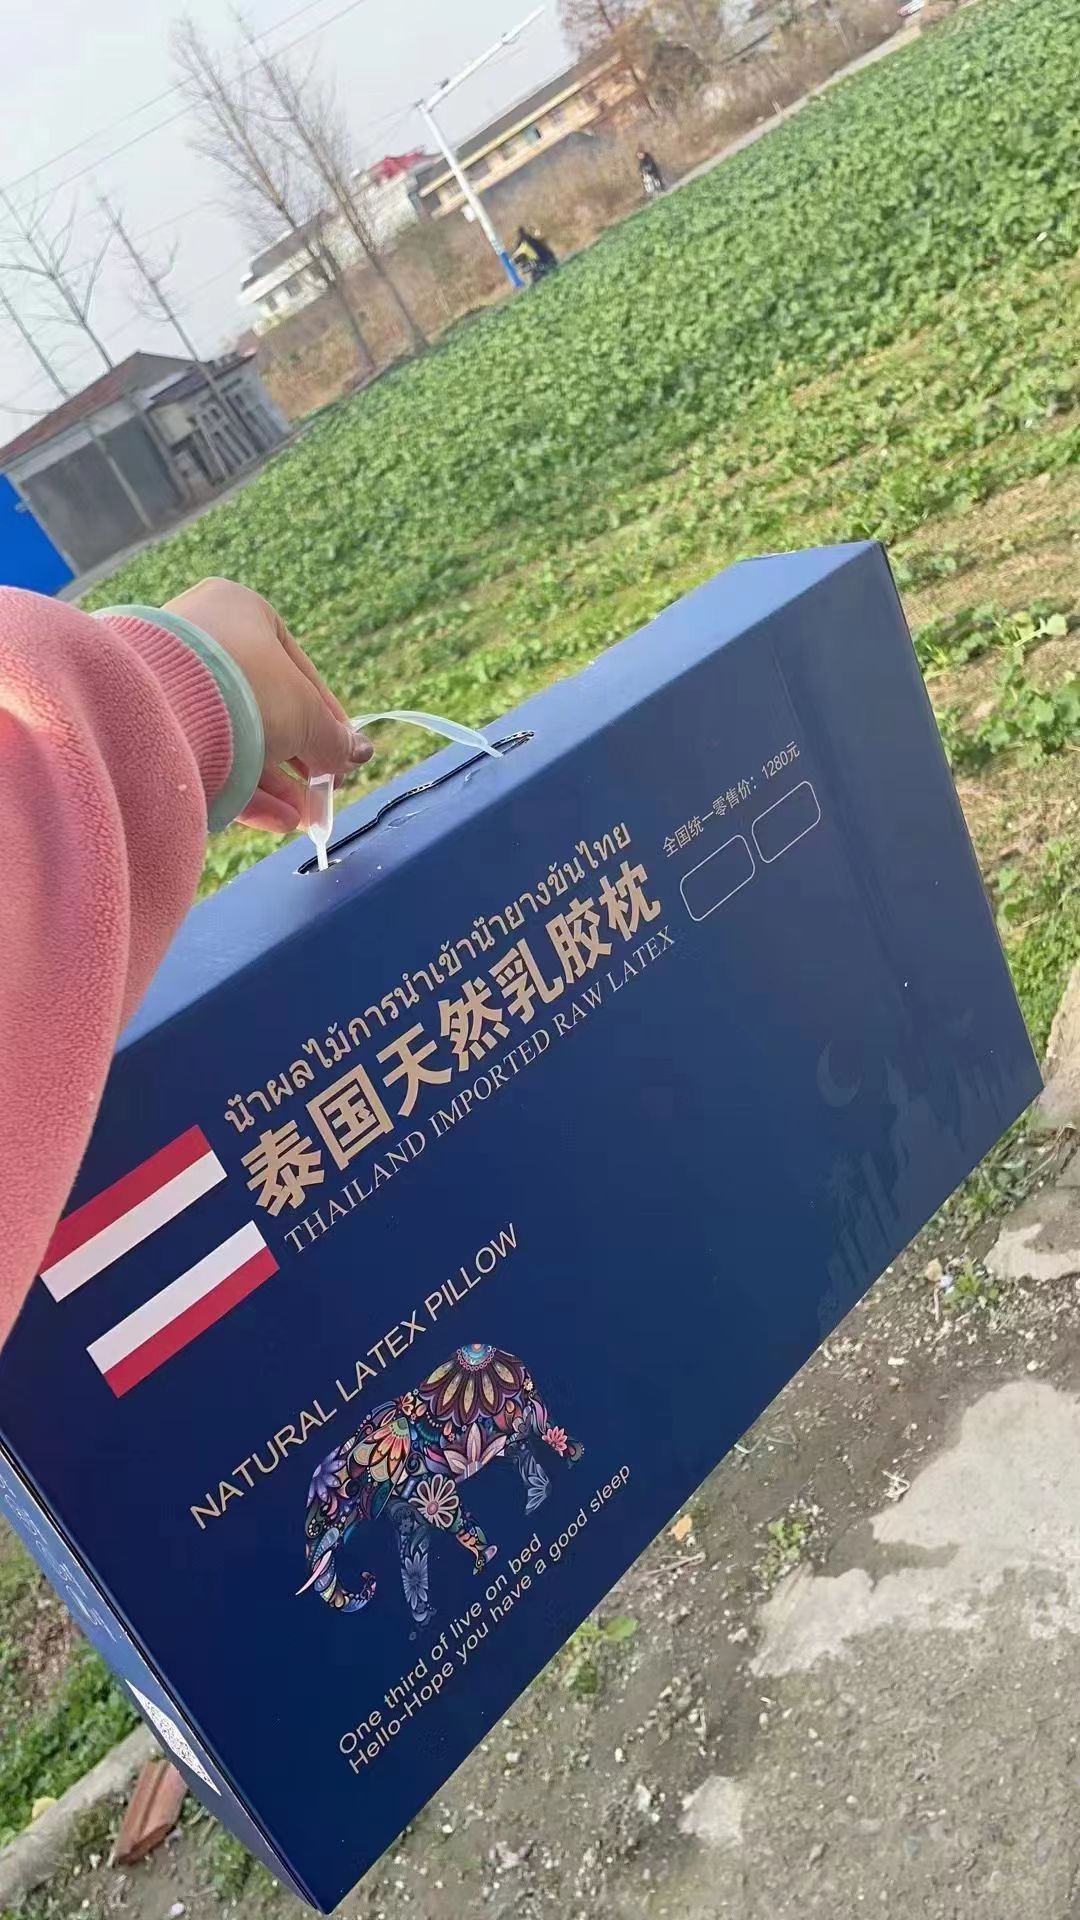 全国统一零售价：1280元
น้ำผลไม้การนำเข้าน้ำยางข้นไทย
泰国天然乳胶枕
THAILAND IMPORTED RAW LATEX
NATURAL LATEX PILLOW
One third of live on bed
Hello-Hope you have a good sleep